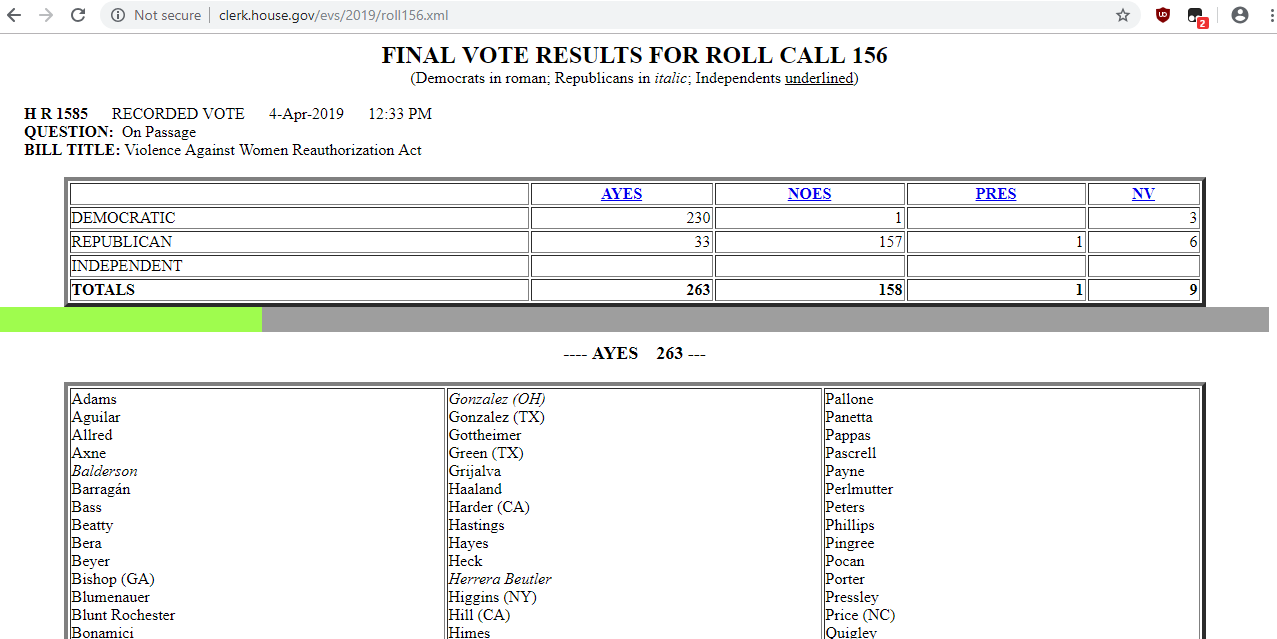 Not secure | clerk.house.gov/evs/2019/roll156.xml
2
FINAL VOTE RESULTS FOR ROLL CALL 156
(Democrats in roman; Republicans in italic; Independents underlined)
H R 1585 RECORDED VOTE 4-Apr-2019 12:33 PM
QUESTION: On Passage
BILL TITLE: Violence Against Women Reauthorization Act
AYES NOES PRES NV
DEMOCRATIC 230 1 3
REPUBLICAN 33 157 1 6
INDEPENDENT
TOTALS 263 158 1 9
---- AYES 263 ---
Adams
Aguilar
Allred
Axne
Balderson
Barragán
Bass
Beatty
Bera
Beyer
Bishop (GA)
Blumenauer
Blunt Rochester
Bonamici
Gonzalez (OH)
Gonzalez (TX)
Gottheimer
Green (TX)
Grijalva
Haaland
Harder (CA)
Hastings
Hayes
Heck
Herrera Beutler
Higgins (NY)
Hill (CA)
Himes
Pallone
Panetta
Pappas
Pascrell
Payne
Perlmutter
Peters
Phillips
Pingree
Pocan
Porter
Pressley
Price (NC)
Quigley